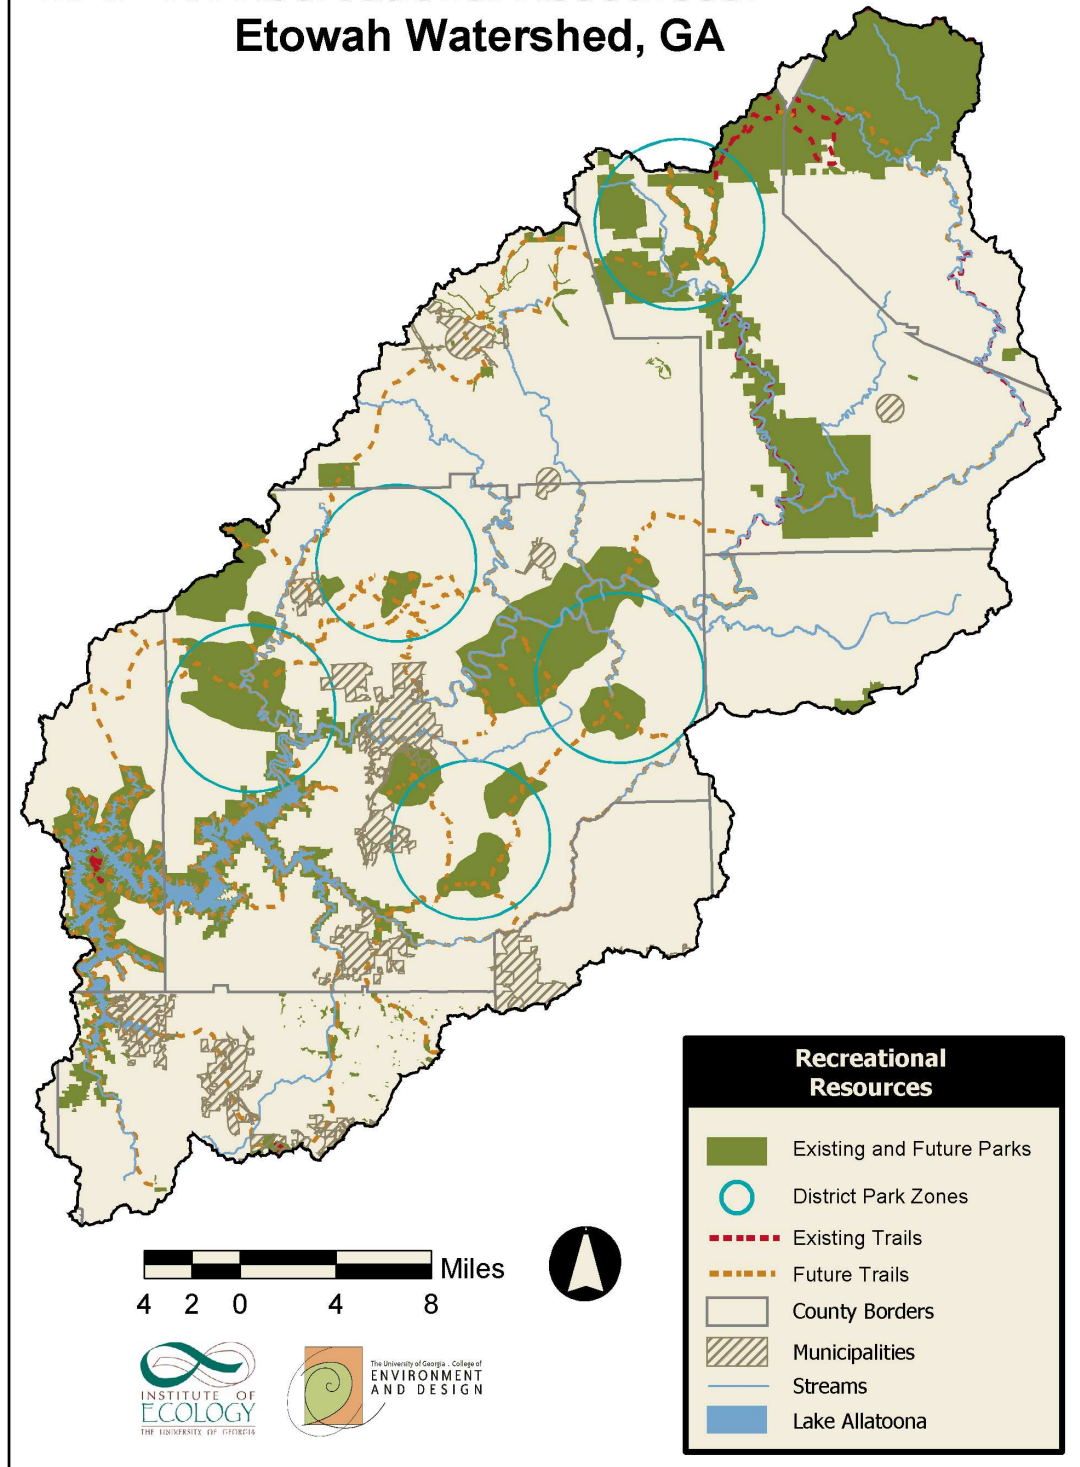 Etowah Watershed, GA
Recreational
Resources
Existing and Future Parks
District Park Zones
Existing Trails
Future Trails
County Borders
Municipalities
Streams
Lake Allatoona
Miles
4 2 0 4 8
INSTITUTE OF
ECOLOGY
THE UNIVERSITY OF GEORGIA
The University of Georgia . College of
ENVIRONMENT
AND DESIGN